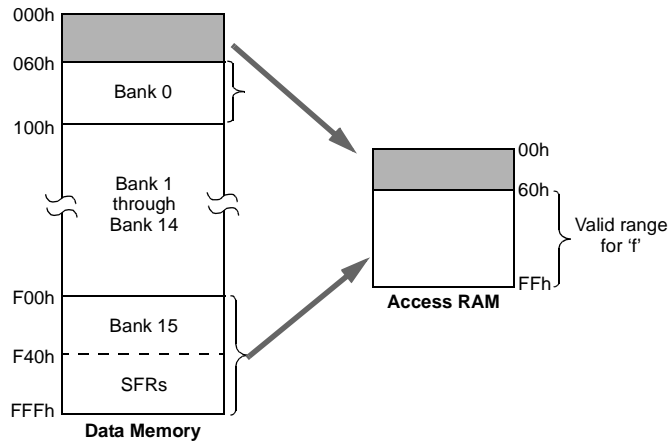 000h
060h
Bank 0
100h
Bank 1
through
Bank 14
F00h
Bank 15
F40h
SFRs
FFFh
Data Memory
00h
60h
Valid range
for ‘f’
FFh
Access RAM